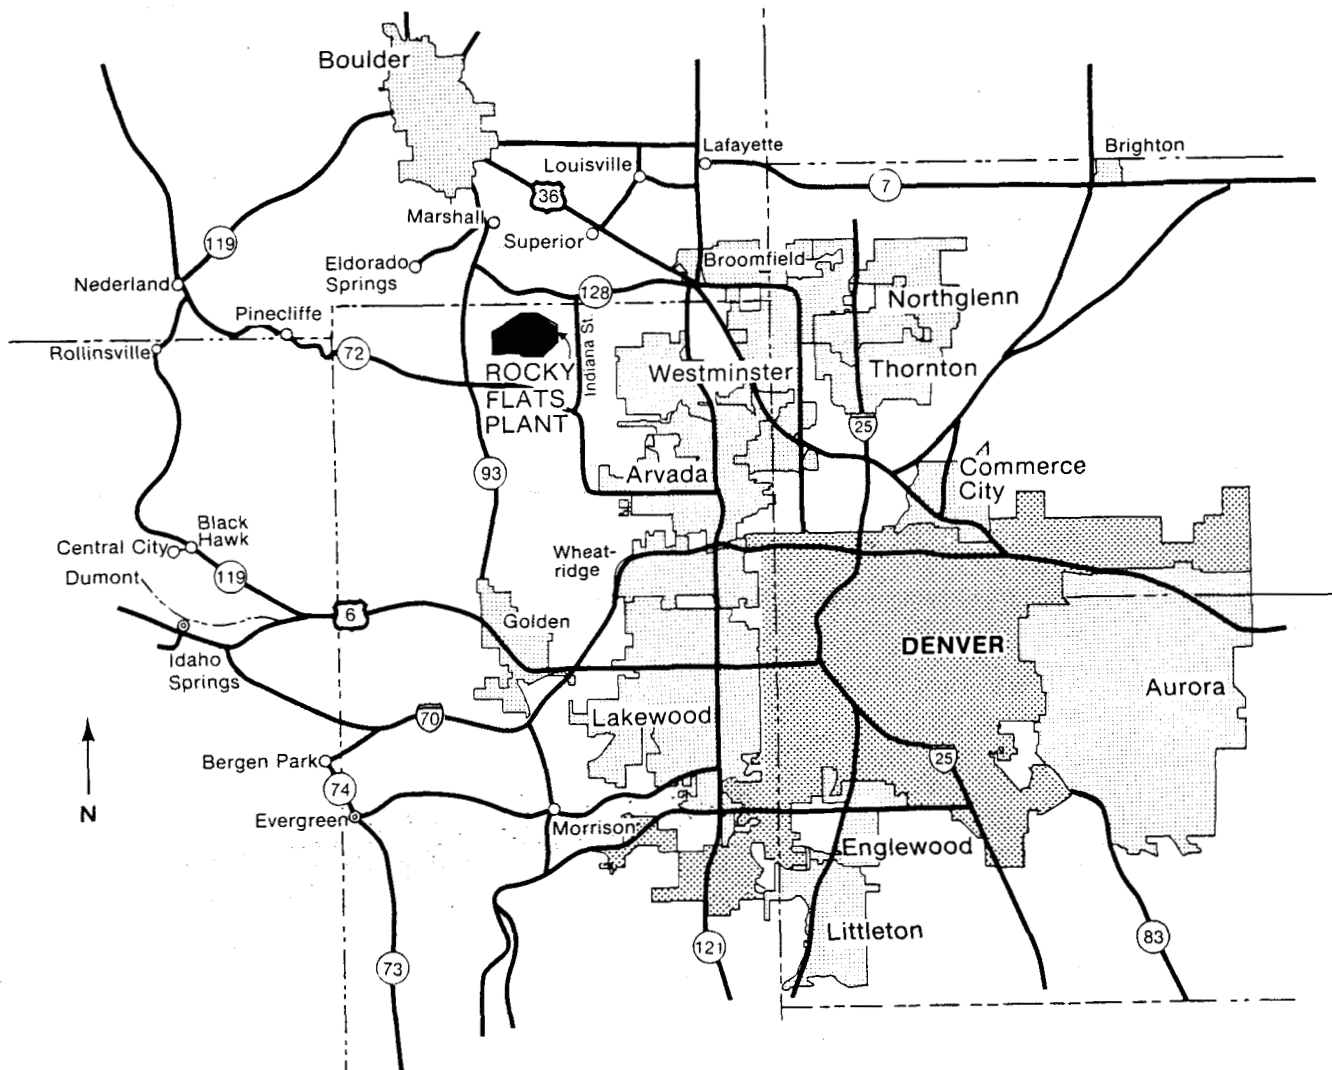 Boulder
Lafayette
Brighton
Louisville
36
7
Marshall
Superior
119
Eldorado
Springs
Broomfield
Nederland
128
Northglenn
Pinecliffe
Indiana St.
Rollinsville
72
ROCKY
FLATS
PLANT
Westminster
Thornton
25
93
Arvada
Commerce
City
Black
Hawk
Central City
Wheat-
ridge
Dumont
119
6
Golden
DENVER
Idaho
Springs
Aurora
70
Lakewood
Bergen Park
25
74
N
Evergreen
Morrison
Englewood
Littleton
121
83
73